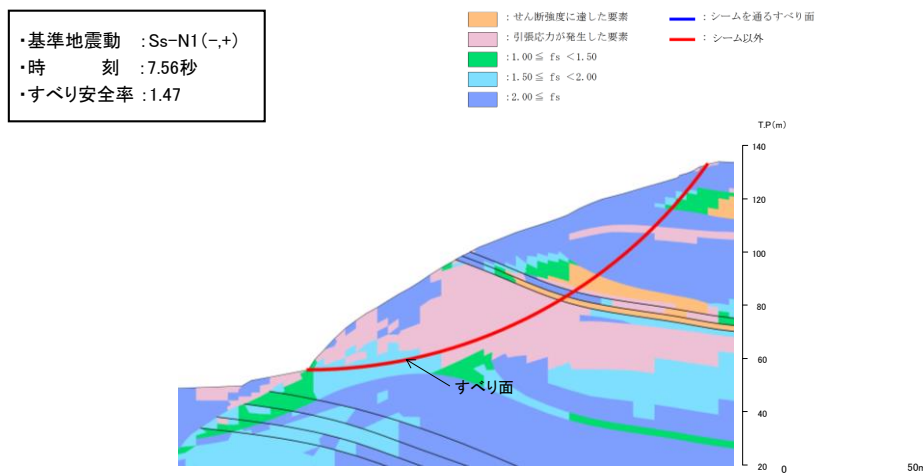 ・基準地震動 :Ss-N1(-,+)
・時 刻 :7.56秒
・すべり安全率 :1.47
:せん断強度に達した要素
:引張応力が発生した要素
:1.00≦ fs <1.50
:1.50≦ fs <2.00
:2.00≦ fs
:シームを通るすべり面
: シーム以外
T.P(m)
140
120
100
80
60
すべり面
40
20
0
50m